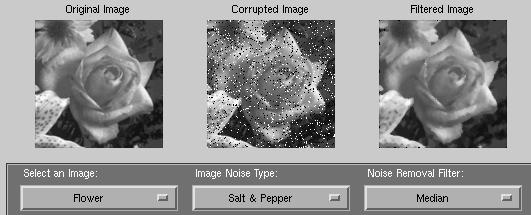 Original Image
Corrupted Image
Filtered Image
Select an Image:
Image Noise Type:
Noise Removal Filter:
Flower
Salt & Pepper
Median